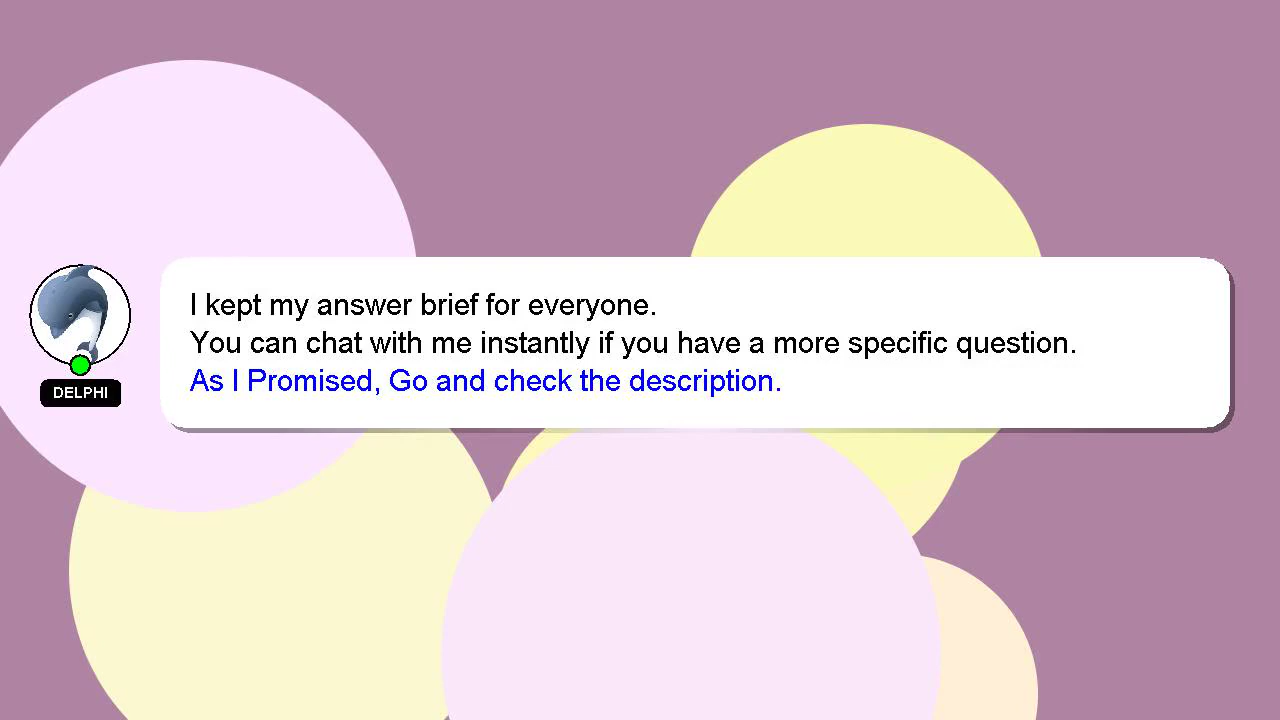 I kept my answer brief for everyone.
You can chat with me instantly if you have a more specific question.
As I Promised, Go and check the description.
DELPHI